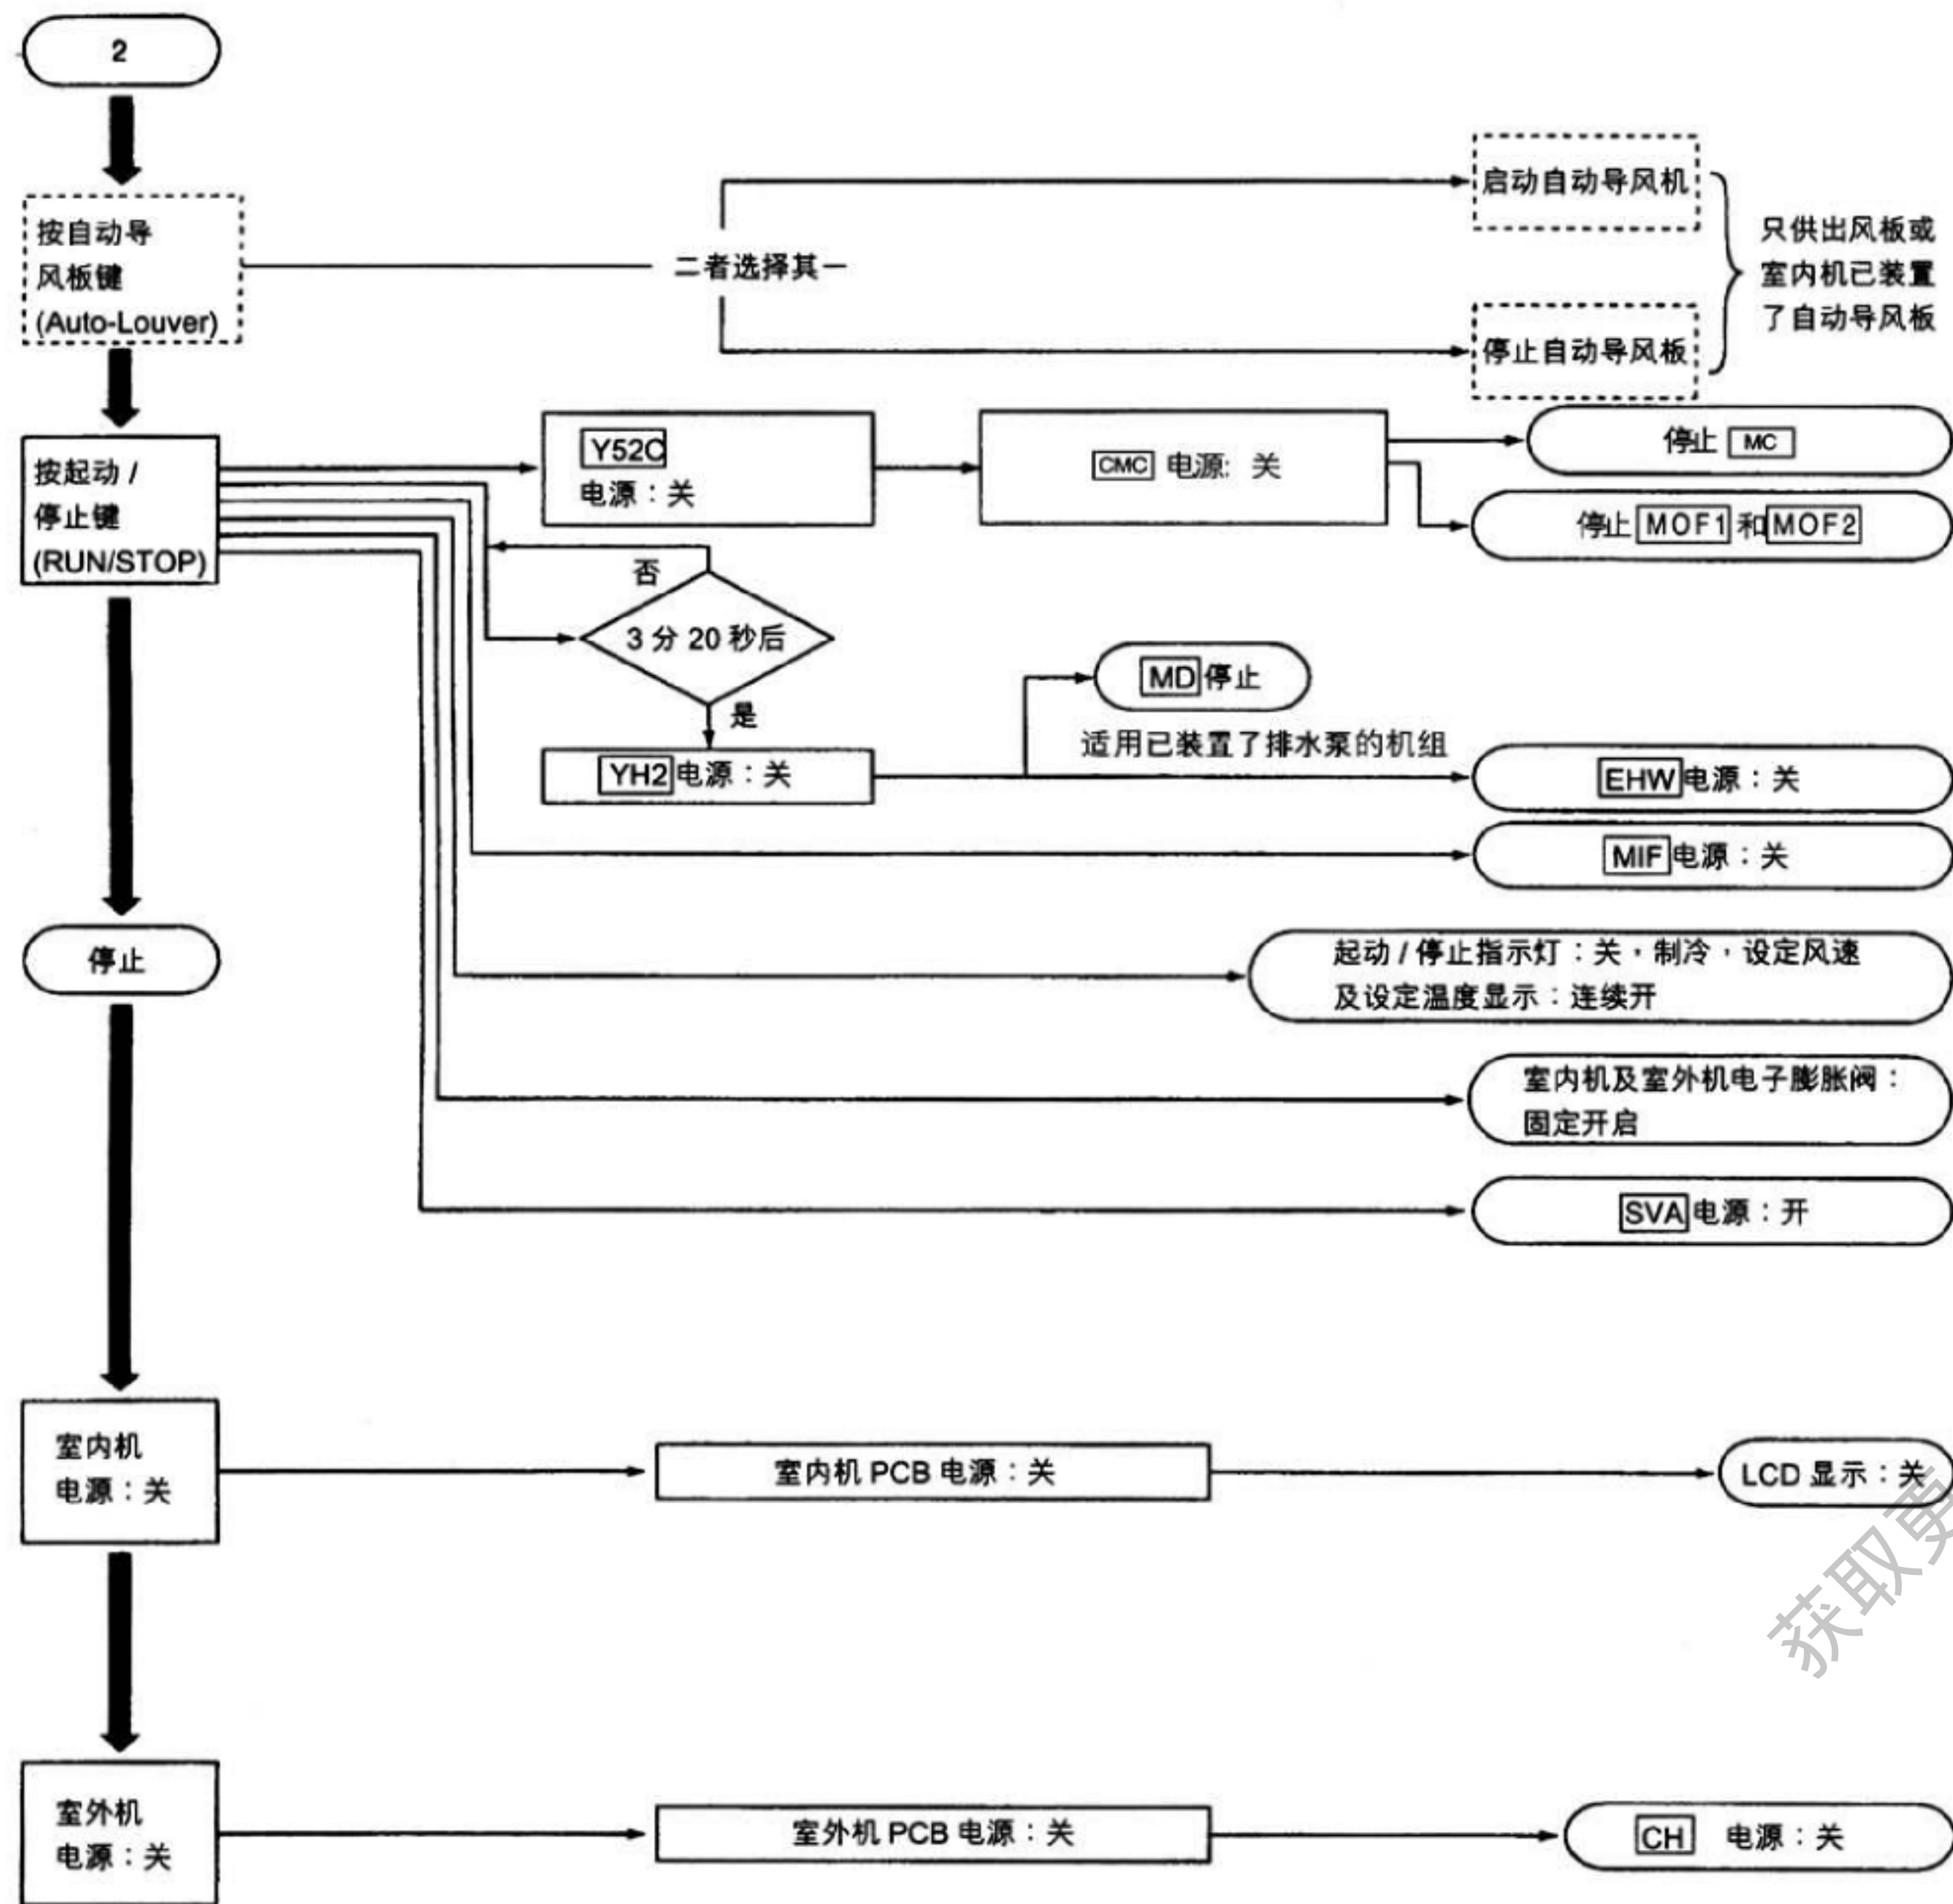 2
按自动导
风板键
(Auto-Louver)
二者选择其一
启动自动导风机
停止自动导风板
只供出风板或
室内机已装置
了自动导风板
按起动 /
停止键
(RUN/STOP)
Y52C
电源：关
CMC 电源: 关
停止 MC
停止 MOF1 和 MOF2
否
3 分 20 秒后
是
YH2 电源：关
MD 停止
适用已装置了排水泵的机组
EHW 电源：关
MIF 电源：关
停止
起动 / 停止指示灯：关，制冷，设定风速
及设定温度显示：连续开
室内机及室外机电子膨胀阀：
固定开启
SVA 电源：开
室内机
电源：关
室内机 PCB 电源：关
LCD 显示：关
室外机
电源：关
室外机 PCB 电源：关
CH 电源：关
获取更